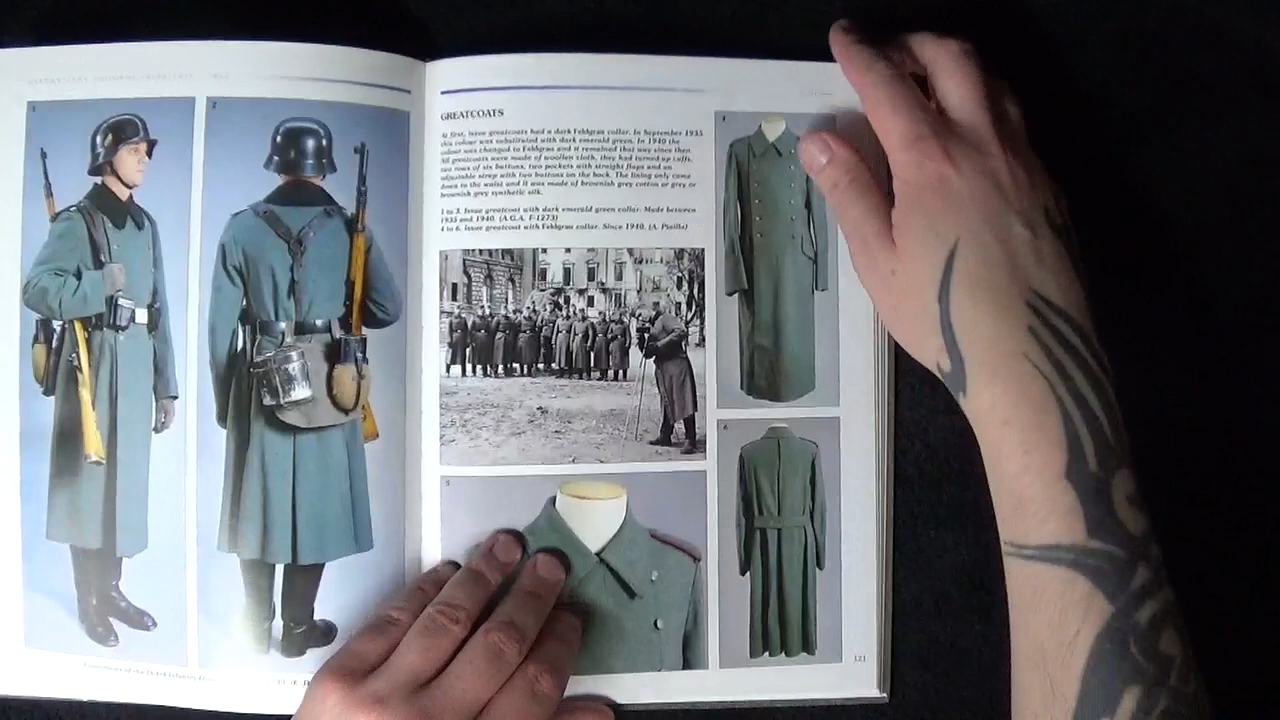 1
2
GREATCOATS
At first, issue greatcoats had a dark Feldgrau collar. In September 1935
this colour was substituted with dark emerald green. In 1940 the
colour was changed to Feldgrau and it remained that way since then.
All greatcoats were made of woollen cloth, they had turned up cuffs,
two rows of six buttons, two pockets with straight flaps and an
adjustable strap with two buttons on the back. The lining only came
down to the waist and it was made of brownish grey cotton or grey or
brownish grey synthetic silk.
1 to 3. Issue greatcoat with dark emerald green collar. Made between
1935 and 1940. (A.G.A. F-1273)
4 to 6. Issue greatcoat with Feldgrau collar. Since 1940. (A.
5
6
121